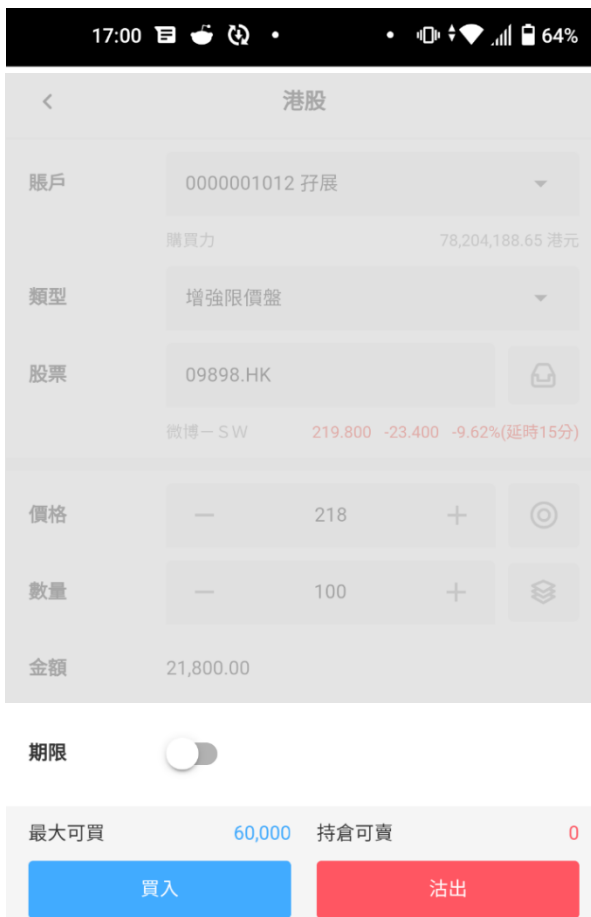 17:00 64%
港股
賬戶 0000001012 孖展
購買力 78,204,188.65 港元
類型 增強限價盤
股票 09898.HK
微博－ＳＷ 219.800 -23.400 -9.62%(延時15分)
價格 218
數量 100
金額 21,800.00
期限
最大可買 60,000 持倉可賣 0
買入 沽出